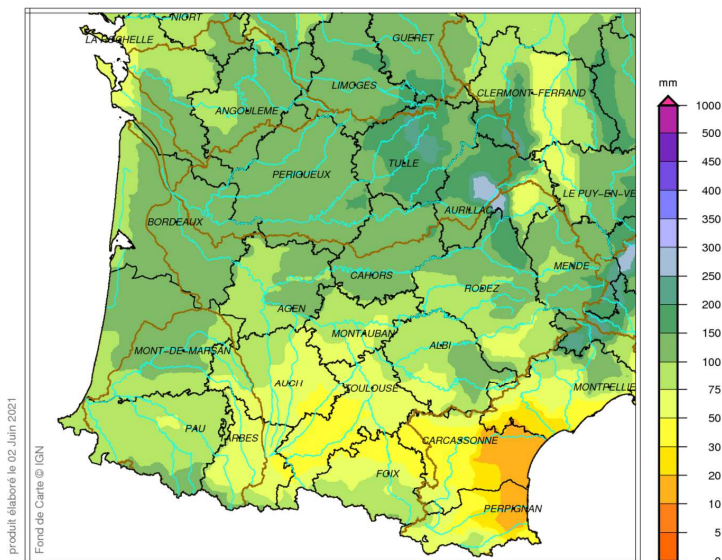 NIORT
LA ROCHELLE
GUERET
LIMOGES
CLERMONT-FERRAND
ANGOULEME
TULLE
PERIGUEUX
LE PUY-EN-VE
AURILLAC
BORDEAUX
MENDE
CAHORS
RODEZ
AGEN
MONTAUBAN
ALBI
MONT-DE-MARSAN
AUCH
TOULOUSE
MONTPELLIE
PAU
TARBES
CARCASSONNE
FOIX
PERPIGNAN
mm
1000
500
450
400
350
300
250
200
150
100
75
50
30
20
10
5
0
produit élaboré le 02 Juin 2021
Fond de Carte © IGN